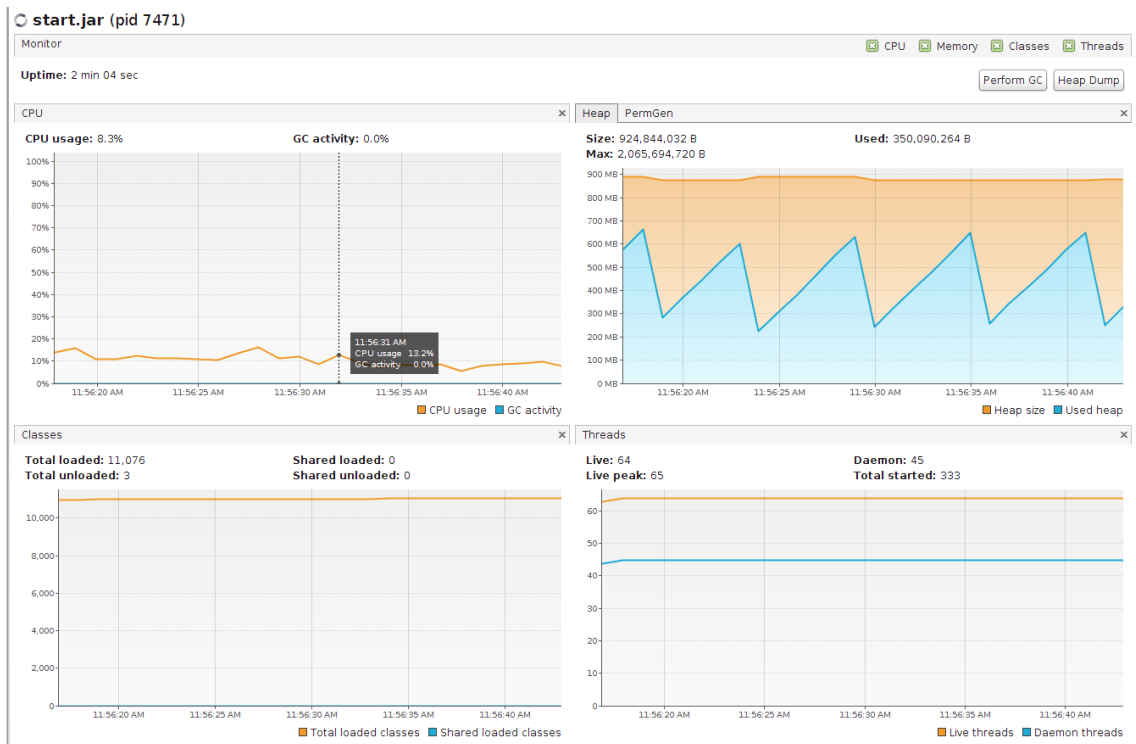 start.jar (pid 7471)
Monitor
CPU Memory Classes Threads
Uptime: 2 min 04 sec
Perform GC Heap Dump
CPU
CPU usage: 8.3% GC activity: 0.0%
100%
90%
80%
70%
60%
50%
40%
30%
20%
10%
0%
11:56:31 AM
CPU usage 13.2%
GC activity 0.0%
11:56:20 AM 11:56:25 AM 11:56:30 AM 11:56:35 AM 11:56:40 AM
CPU usage GC activity
Heap PermGen
Size: 924,844,032 B Used: 350,090,264 B
Max: 2,065,694,720 B
900 MB
800 MB
700 MB
600 MB
500 MB
400 MB
300 MB
200 MB
100 MB
0 MB
11:56:20 AM 11:56:25 AM 11:56:30 AM 11:56:35 AM 11:56:40 AM
Heap size Used heap
Classes
Total loaded: 11,076 Shared loaded: 0
Total unloaded: 3 Shared unloaded: 0
10,000
8,000
6,000
4,000
2,000
0
11:56:20 AM 11:56:25 AM 11:56:30 AM 11:56:35 AM 11:56:40 AM
Total loaded classes Shared loaded classes
Threads
Live: 64 Daemon: 45
Live peak: 65 Total started: 333
60
50
40
30
20
10
0
11:56:20 AM 11:56:25 AM 11:56:30 AM 11:56:35 AM 11:56:40 AM
Live threads Daemon threads